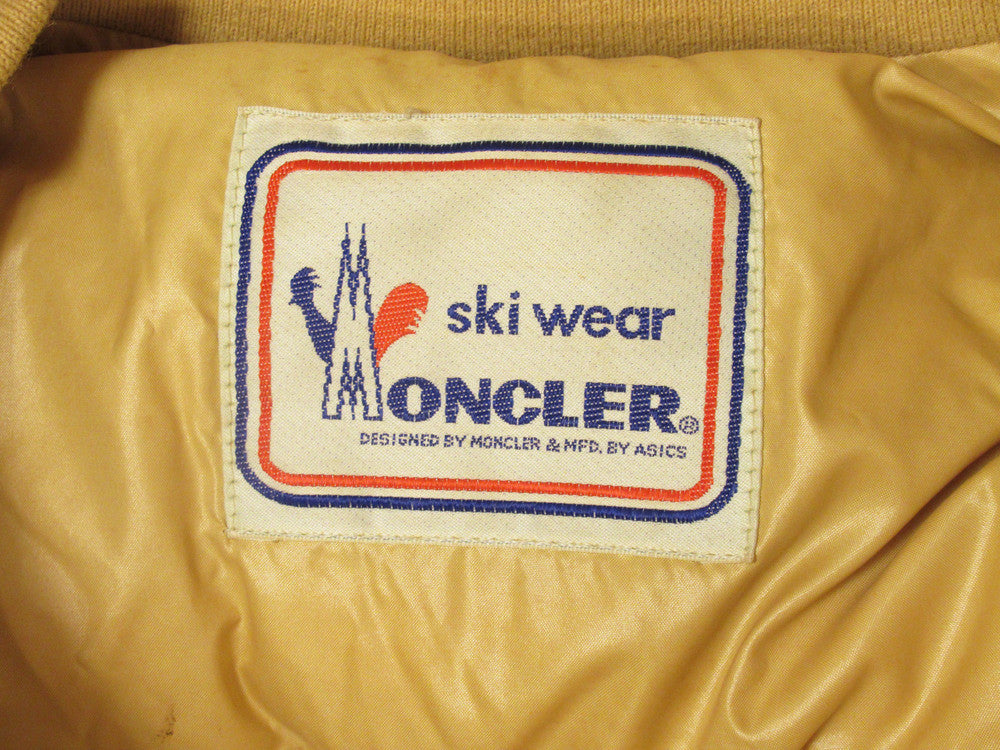 ski wear
MONCLER®
DESIGNED BY MONCLER & MFD. BY ASICS